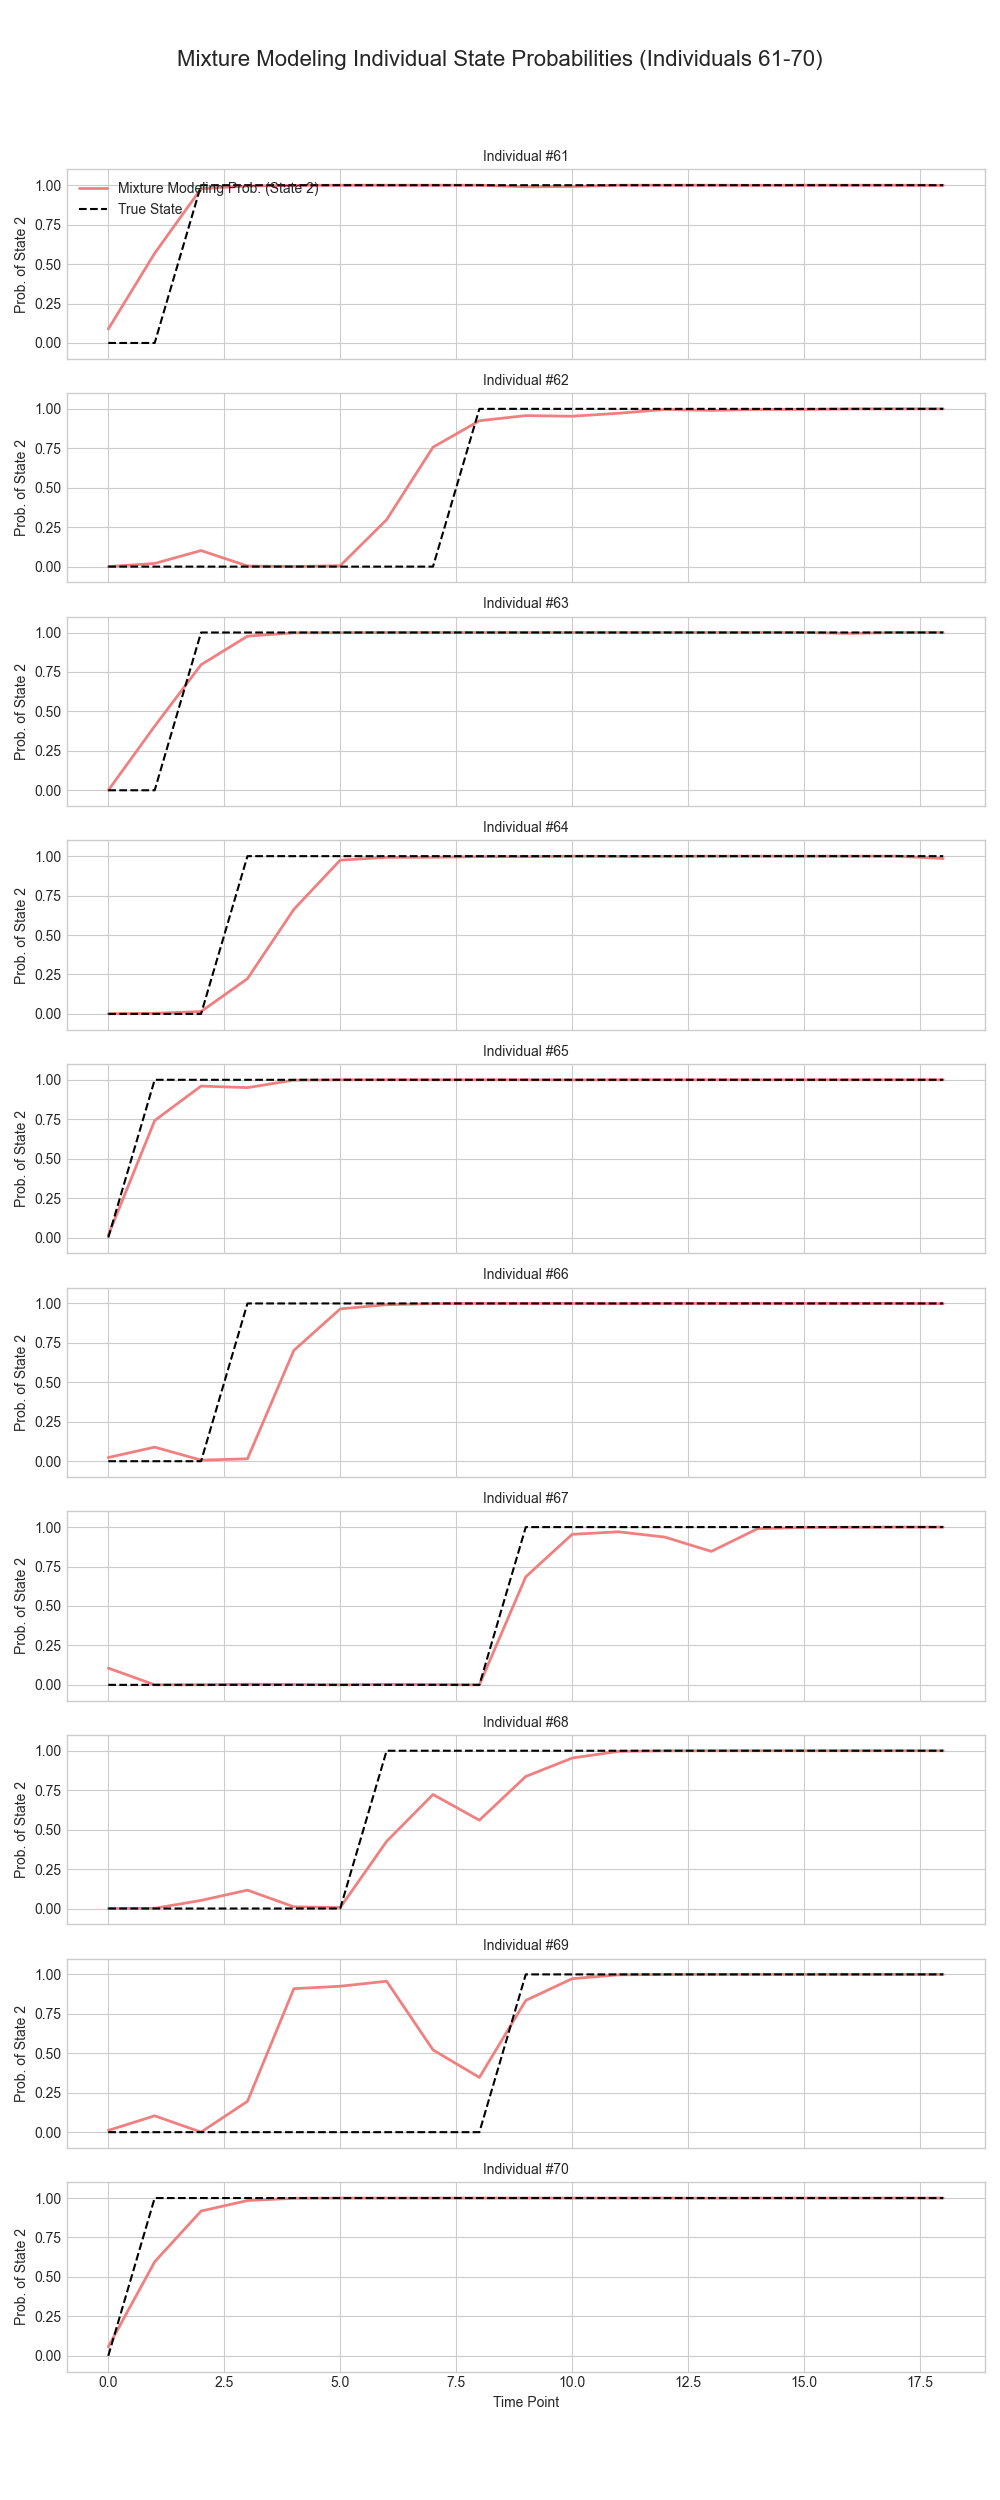 Mixture Modeling Individual State Probabilities (Individuals 61-70)
Individual #61
Mixture Modeling Prob. (State 2)
True State
1.00
0.75
0.50
0.25
0.00
Prob. of State 2
Individual #62
1.00
0.75
0.50
0.25
0.00
Prob. of State 2
Individual #63
1.00
0.75
0.50
0.25
0.00
Prob. of State 2
Individual #64
1.00
0.75
0.50
0.25
0.00
Prob. of State 2
Individual #65
1.00
0.75
0.50
0.25
0.00
Prob. of State 2
Individual #66
1.00
0.75
0.50
0.25
0.00
Prob. of State 2
Individual #67
1.00
0.75
0.50
0.25
0.00
Prob. of State 2
Individual #68
1.00
0.75
0.50
0.25
0.00
Prob. of State 2
Individual #69
1.00
0.75
0.50
0.25
0.00
Prob. of State 2
Individual #70
1.00
0.75
0.50
0.25
0.00
Prob. of State 2
0.0 2.5 5.0 7.5 10.0 12.5 15.0 17.5
Time Point